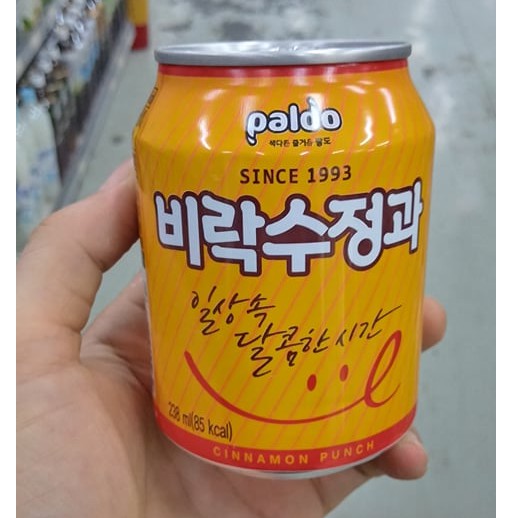 paldo
색다른 즐거움 팔도
SINCE 1993
비락수정과
일상속
달콤한 시간
238 ml(85 kcal)
CINNAMON PUNCH